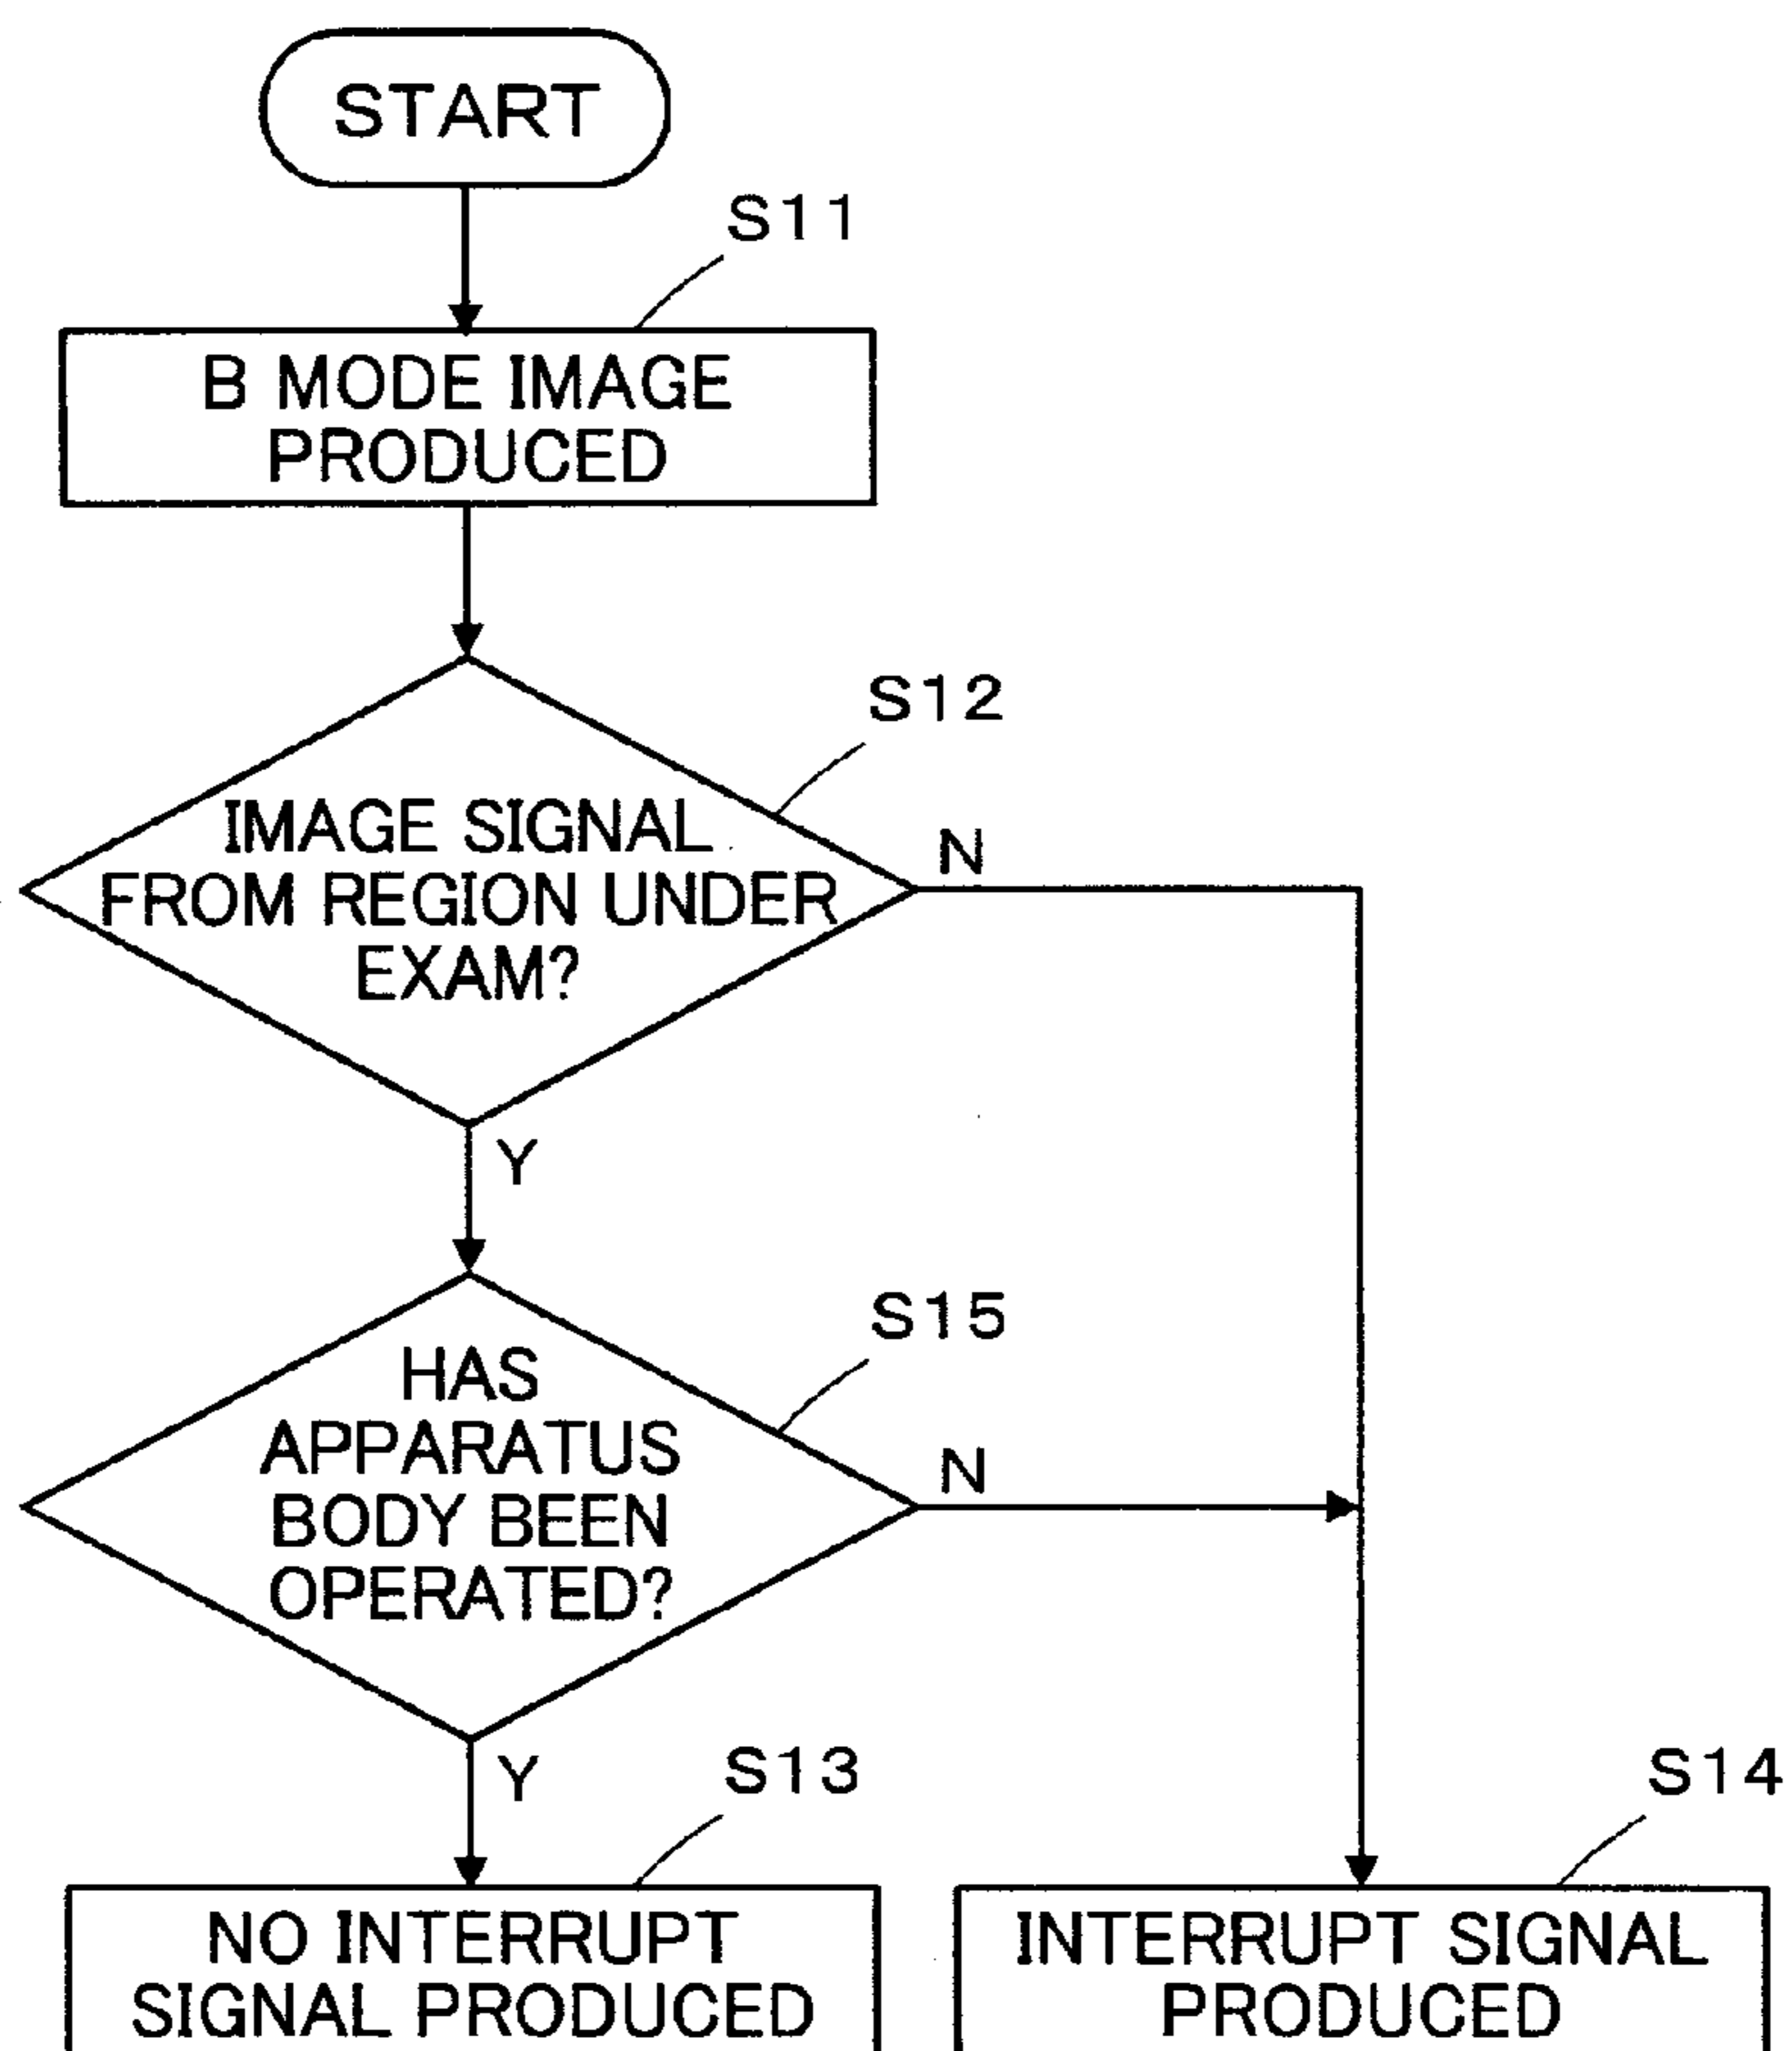 START
S11
B MODE IMAGE
PRODUCED
S12
IMAGE SIGNAL
FROM REGION UNDER
EXAM?
N
Y
S15
HAS
APPARATUS
BODY BEEN
OPERATED?
N
Y
S13
S14
NO INTERRUPT
SIGNAL PRODUCED
INTERRUPT SIGNAL
PRODUCED